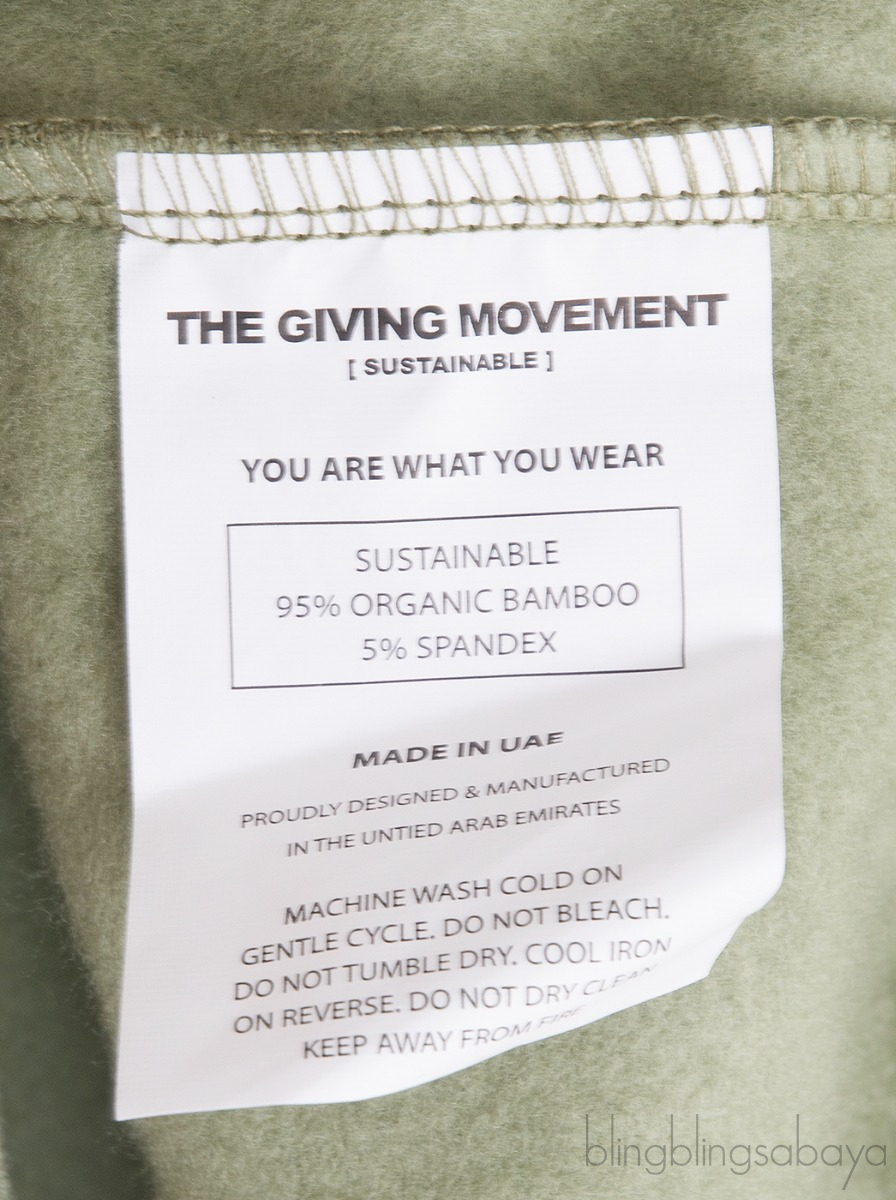 THE GIVING MOVEMENT
[ SUSTAINABLE ]
YOU ARE WHAT YOU WEAR
SUSTAINABLE
95% ORGANIC BAMBOO
5% SPANDEX
MADE IN UAE
PROUDLY DESIGNED & MANUFACTURED
IN THE UNTIED ARAB EMIRATES
MACHINE WASH COLD ON
GENTLE CYCLE. DO NOT BLEACH.
DO NOT TUMBLE DRY. COOL IRON
ON REVERSE. DO NOT DRY CLEAN
KEEP AWAY FROM FIRE
blingblingsabaya